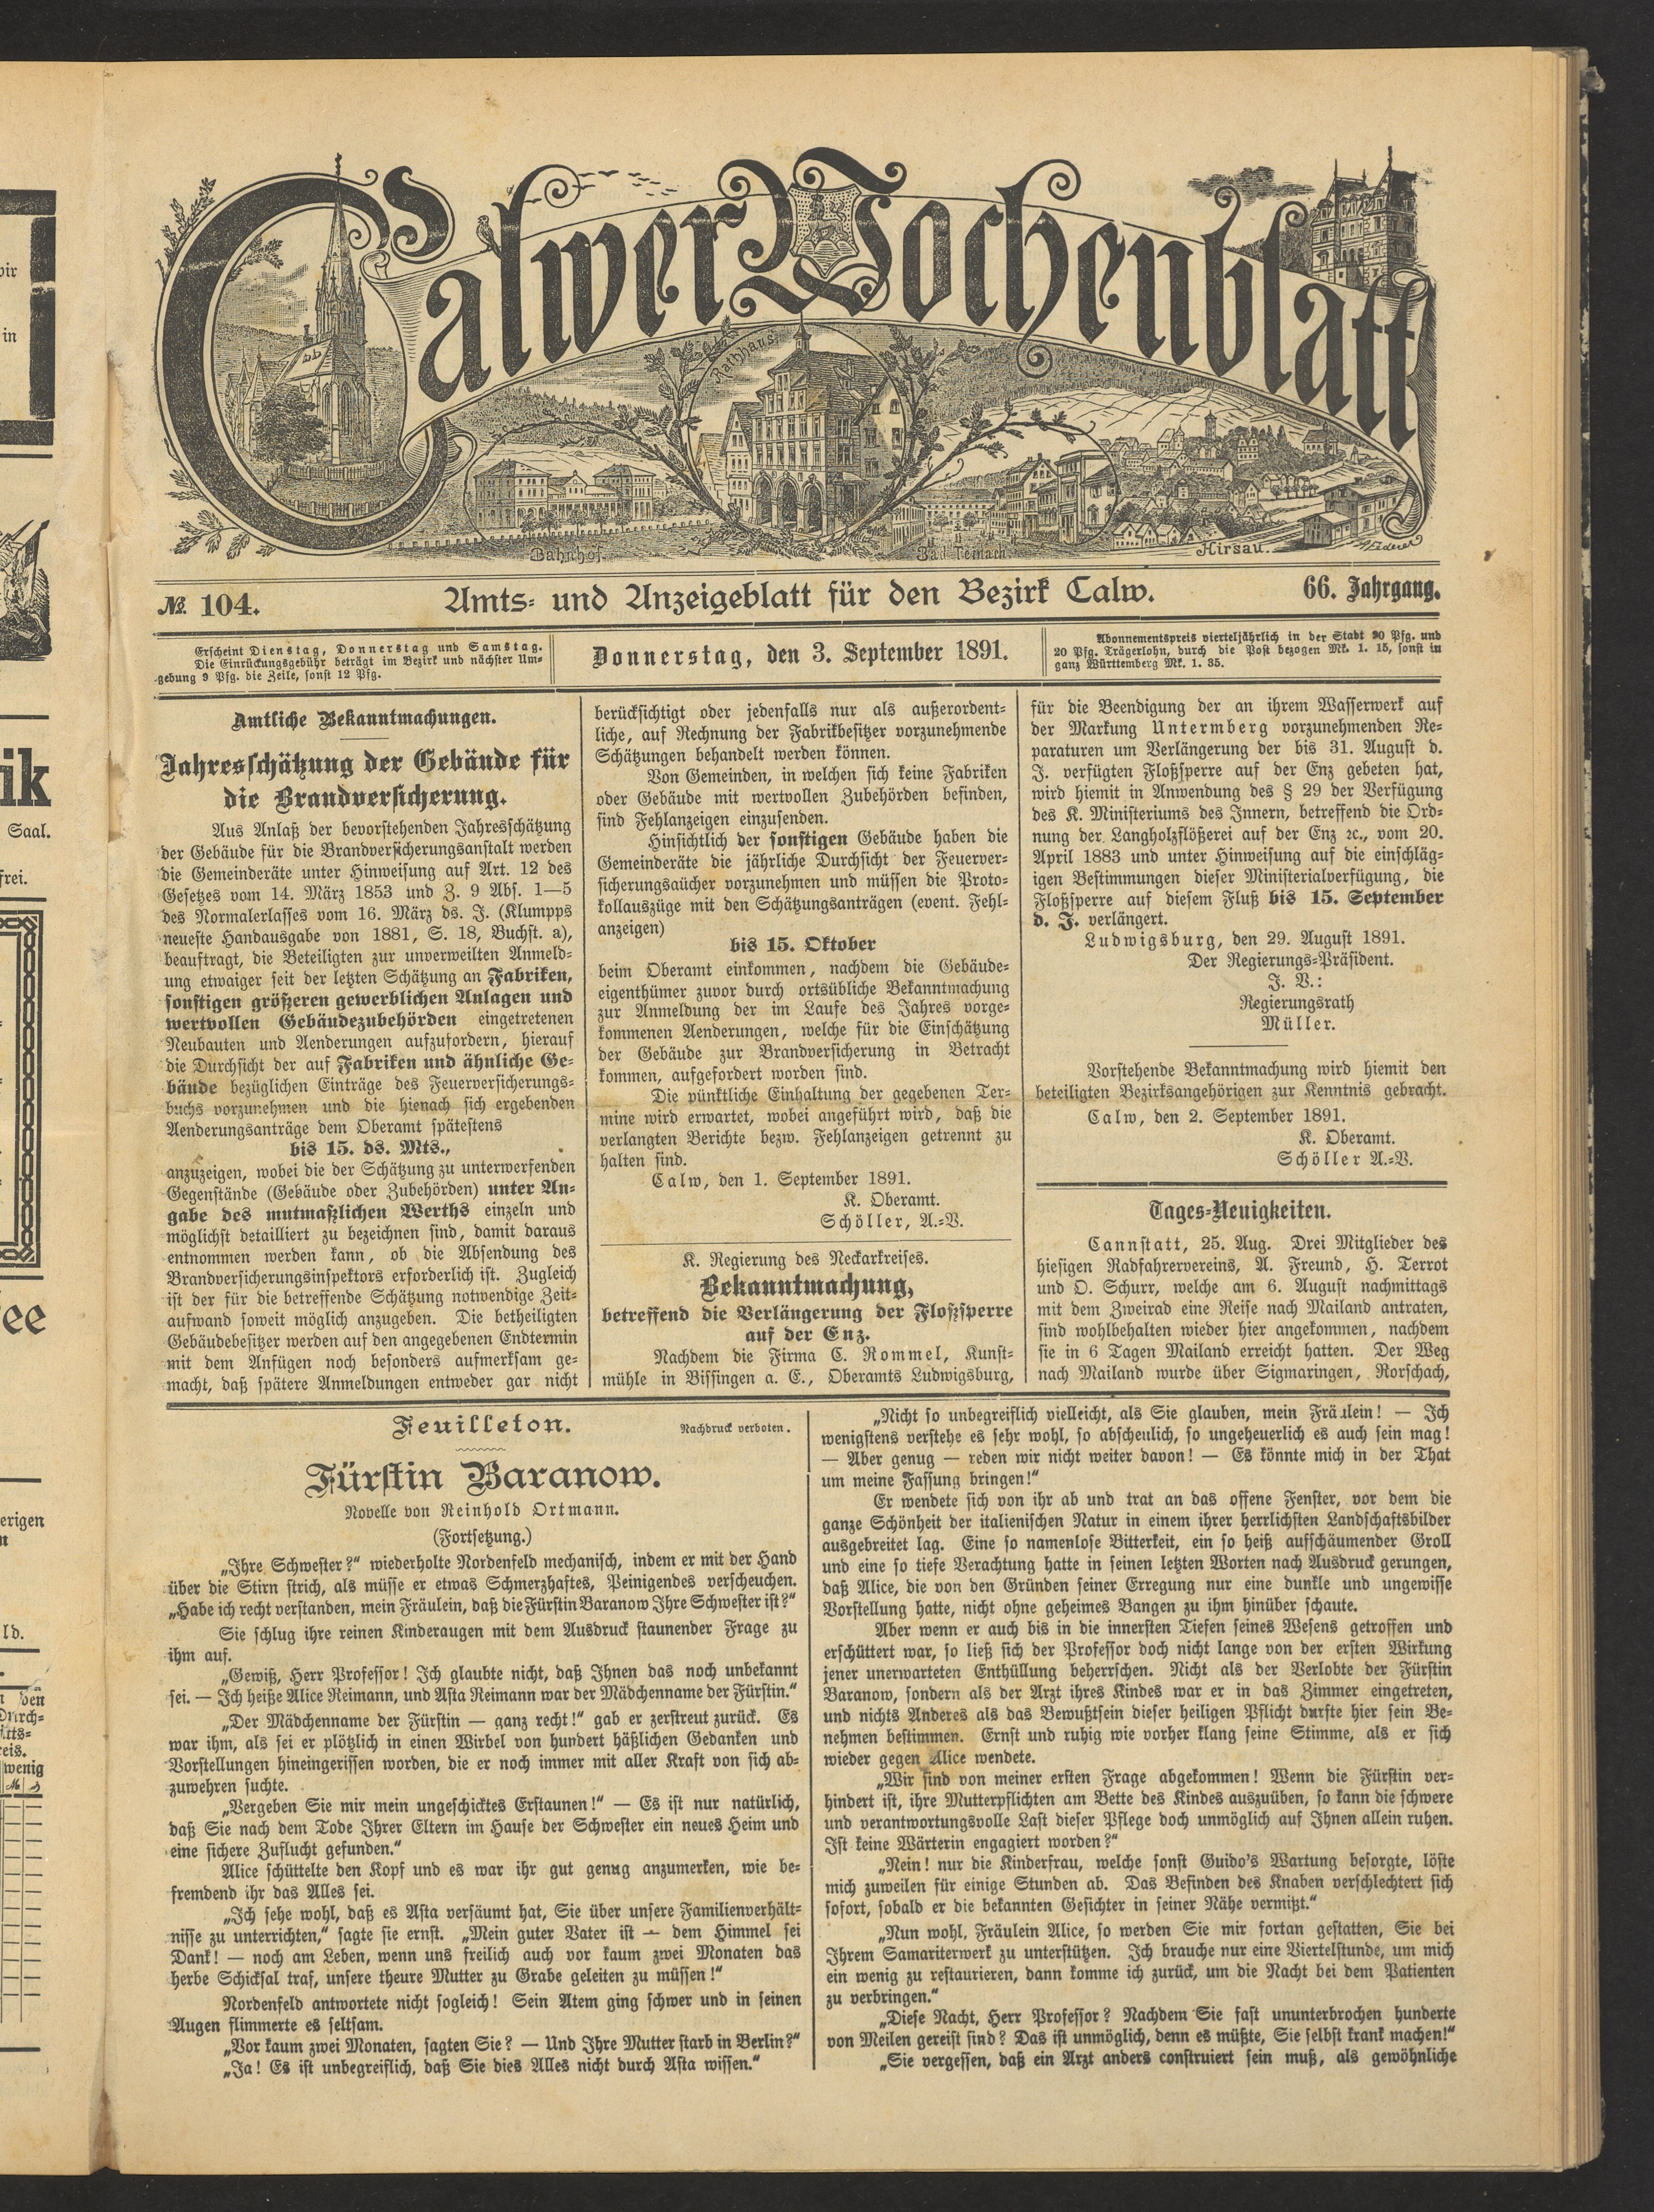 Calwer Wochenblatt
Rathhaus
Bahnhof.
Bad Teinach.
Hirsau.
№ 104.
Amts- und Anzeigeblatt für den Bezirk Calw.
66. Jahrgang.
Erscheint Dienstag, Donnerstag und Samstag.
Die Einrückungsgebühr beträgt im Bezirk und nächster Um-
gebung 9 Pfg. die Zeile, sonst 12 Pfg.
Donnerstag, den 3. September 1891.
Abonnementspreis vierteljährlich in der Stadt 90 Pfg. und
20 Pfg. Trägerlohn, durch die Post bezogen Mk. 1. 15, sonst in
ganz Württemberg Mk. 1. 35.
Amtliche Bekanntmachungen.
Jahresschätzung der Gebäude für
die Brandversicherung.
Aus Anlaß der bevorstehenden Jahresschätzung
der Gebäude für die Brandversicherungsanstalt werden
die Gemeinderäte unter Hinweisung auf Art. 12 des
Gesetzes vom 14. März 1853 und Z. 9 Abs. 1—5
des Normalerlasses vom 16. März ds. J. (Klumpps
neueste Handausgabe von 1881, S. 18, Buchst. a),
beauftragt, die Beteiligten zur unverweilten Anmeld-
ung etwaiger seit der letzten Schätzung an Fabriken,
sonstigen größeren gewerblichen Anlagen und
wertvollen Gebäudezubehörden eingetretenen
Neubauten und Aenderungen aufzufordern, hierauf
die Durchsicht der auf Fabriken und ähnliche Ge-
bäude bezüglichen Einträge des Feuerversicherungs-
buchs vorzunehmen und die hienach sich ergebenden
Aenderungsanträge dem Oberamt spätestens
bis 15. ds. Mts.,
anzuzeigen, wobei die der Schätzung zu unterwerfenden
Gegenstände (Gebäude oder Zubehörden) unter An-
gabe des mutmaßlichen Werths einzeln und
möglichst detailliert zu bezeichnen sind, damit daraus
entnommen werden kann, ob die Absendung des
Brandversicherungsinspektors erforderlich ist. Zugleich
ist der für die betreffende Schätzung notwendige Zeit-
aufwand soweit möglich anzugeben. Die betheiligten
Gebäudebesitzer werden auf den angegebenen Endtermin
mit dem Anfügen noch besonders aufmerksam ge-
macht, daß spätere Anmeldungen entweder gar nicht
berücksichtigt oder jedenfalls nur als außerordent-
liche, auf Rechnung der Fabrikbesitzer vorzunehmende
Schätzungen behandelt werden können.
Von Gemeinden, in welchen sich keine Fabriken
oder Gebäude mit wertvollen Zubehörden befinden,
sind Fehlanzeigen einzusenden.
Hinsichtlich der sonstigen Gebäude haben die
Gemeinderäte die jährliche Durchsicht der Feuerver-
sicherungsaücher vorzunehmen und müssen die Proto-
kollauszüge mit den Schätzungsanträgen (event. Fehl-
anzeigen)
bis 15. Oktober
beim Oberamt einkommen, nachdem die Gebäude-
eigenthümer zuvor durch ortsübliche Bekanntmachung
zur Anmeldung der im Laufe des Jahres vorge-
kommenen Aenderungen, welche für die Einschätzung
der Gebäude zur Brandversicherung in Betracht
kommen, aufgefordert worden sind.
Die pünktliche Einhaltung der gegebenen Ter-
mine wird erwartet, wobei angeführt wird, daß die
verlangten Berichte bezw. Fehlanzeigen getrennt zu
halten sind.
Calw, den 1. September 1891.
K. Oberamt.
Schöller, A.-V.
K. Regierung des Neckarkreises.
Bekanntmachung,
betreffend die Verlängerung der Floßsperre
auf der Enz.
Nachdem die Firma C. Rommel, Kunst-
mühle in Bissingen a. E., Oberamts Ludwigsburg,
für die Beendigung der an ihrem Wasserwerk auf
der Markung Untermberg vorzunehmenden Re-
paraturen um Verlängerung der bis 31. August d.
J. verfügten Floßsperre auf der Enz gebeten hat,
wird hiemit in Anwendung des § 29 der Verfügung
des K. Ministeriums des Innern, betreffend die Ord-
nung der Langholzflößerei auf der Enz ꝛc., vom 20.
April 1883 und unter Hinweisung auf die einschläg-
igen Bestimmungen dieser Ministerialverfügung, die
Floßsperre auf diesem Fluß bis 15. September
d. J. verlängert.
Ludwigsburg, den 29. August 1891.
Der Regierungs-Präsident.
J. V.:
Regierungsrath
Müller.
Vorstehende Bekanntmachung wird hiemit den
beteiligten Bezirksangehörigen zur Kenntnis gebracht.
Calw, den 2. September 1891.
K. Oberamt.
Schöller A.-V.
Tages-Neuigkeiten.
Cannstatt, 25. Aug. Drei Mitglieder des
hiesigen Radfahrervereins, A. Freund, H. Terrot
und O. Schurr, welche am 6. August nachmittags
mit dem Zweirad eine Reise nach Mailand antraten,
sind wohlbehalten wieder hier angekommen, nachdem
sie in 6 Tagen Mailand erreicht hatten. Der Weg
nach Mailand wurde über Sigmaringen, Rorschach,
Feuilleton.
Nachdruck verboten.
Fürstin Baranow.
Novelle von Reinhold Ortmann.
(Fortsetzung.)
„Ihre Schwester?“ wiederholte Nordenfeld mechanisch, indem er mit der Hand
über die Stirn strich, als müsse er etwas Schmerzhaftes, Peinigendes verscheuchen.
„Habe ich recht verstanden, mein Fräulein, daß die Fürstin Baranow Ihre Schwester ist?“
Sie schlug ihre reinen Kinderaugen mit dem Ausdruck staunender Frage zu
ihm auf.
„Gewiß, Herr Professor! Ich glaubte nicht, daß Ihnen das noch unbekannt
sei. — Ich heiße Alice Reimann, und Asta Reimann war der Mädchenname der Fürstin.“
„Der Mädchenname der Fürstin — ganz recht!“ gab er zerstreut zurück. Es
war ihm, als sei er plötzlich in einen Wirbel von hundert häßlichen Gedanken und
Vorstellungen hineingerissen worden, die er noch immer mit aller Kraft von sich ab-
zuwehren suchte.
„Vergeben Sie mir mein ungeschicktes Erstaunen!“ — Es ist nur natürlich,
daß Sie nach dem Tode Ihrer Eltern im Hause der Schwester ein neues Heim und
eine sichere Zuflucht gefunden.“
Alice schüttelte den Kopf und es war ihr gut genug anzumerken, wie be-
fremdend ihr das Alles sei.
„Ich sehe wohl, daß es Asta versäumt hat, Sie über unsere Familienverhält-
nisse zu unterrichten,“ sagte sie ernst. „Mein guter Vater ist — dem Himmel sei
Dank! — noch am Leben, wenn uns freilich auch vor kaum zwei Monaten das
herbe Schicksal traf, unsere theure Mutter zu Grabe geleiten zu müssen!“
Nordenfeld antwortete nicht sogleich! Sein Atem ging schwer und in seinen
Augen flimmerte es seltsam.
„Vor kaum zwei Monaten, sagten Sie? — Und Ihre Mutter starb in Berlin?“
„Ja! Es ist unbegreiflich, daß Sie dies Alles nicht durch Asta wissen.“
„Nicht so unbegreiflich vielleicht, als Sie glauben, mein Fräulein! — Ich
wenigstens verstehe es sehr wohl, so abscheulich, so ungeheuerlich es auch sein mag!
— Aber genug — reden wir nicht weiter davon! — Es könnte mich in der That
um meine Fassung bringen!“
Er wendete sich von ihr ab und trat an das offene Fenster, vor dem die
ganze Schönheit der italienischen Natur in einem ihrer herrlichsten Landschaftsbilder
ausgebreitet lag. Eine so namenlose Bitterkeit, ein so heiß aufschäumender Groll
und eine so tiefe Verachtung hatte in seinen letzten Worten nach Ausdruck gerungen,
daß Alice, die von den Gründen seiner Erregung nur eine dunkle und ungewisse
Vorstellung hatte, nicht ohne geheimes Bangen zu ihm hinüber schaute.
Aber wenn er auch bis in die innersten Tiefen seines Wesens getroffen und
erschüttert war, so ließ sich der Professor doch nicht lange von der ersten Wirkung
jener unerwarteten Enthüllung beherrschen. Nicht als der Verlobte der Fürstin
Baranow, sondern als der Arzt ihres Kindes war er in das Zimmer eingetreten,
und nichts Anderes als das Bewußtsein dieser heiligen Pflicht durfte hier sein Be-
nehmen bestimmen. Ernst und ruhig wie vorher klang seine Stimme, als er sich
wieder gegen Alice wendete.
„Wir sind von meiner ersten Frage abgekommen! Wenn die Fürstin ver-
hindert ist, ihre Mutterpflichten am Bette des Kindes auszuüben, so kann die schwere
und verantwortungsvolle Last dieser Pflege doch unmöglich auf Ihnen allein ruhen.
Ist keine Wärterin engagiert worden?“
„Nein! nur die Kinderfrau, welche sonst Guido's Wartung besorgte, löste
mich zuweilen für einige Stunden ab. Das Befinden des Knaben verschlechtert sich
sofort, sobald er die bekannten Gesichter in seiner Nähe vermißt.“
„Nun wohl, Fräulein Alice, so werden Sie mir fortan gestatten, Sie bei
Ihrem Samariterwerk zu unterstützen. Ich brauche nur eine Viertelstunde, um mich
ein wenig zu restaurieren, dann komme ich zurück, um die Nacht bei dem Patienten
zu verbringen.“
„Diese Nacht, Herr Professor? Nachdem Sie fast ununterbrochen hunderte
von Meilen gereist sind? Das ist unmöglich, denn es müßte, Sie selbst krank machen!“
„Sie vergessen, daß ein Arzt anders construiert sein muß, als gewöhnliche